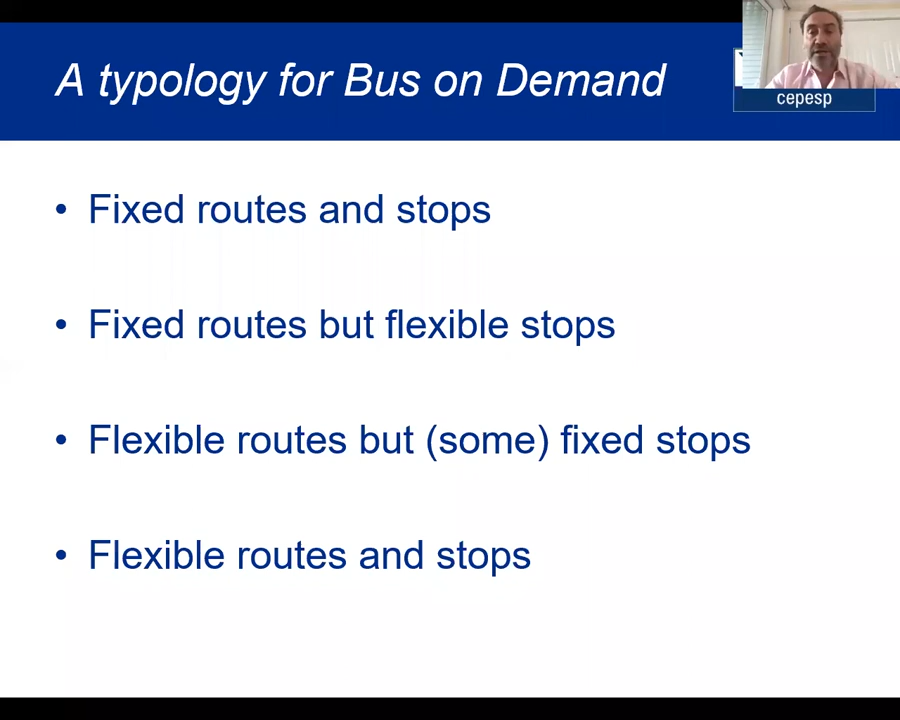 A typology for Bus on Demand
cepesp
• Fixed routes and stops
• Fixed routes but flexible stops
• Flexible routes but (some) fixed stops
• Flexible routes and stops